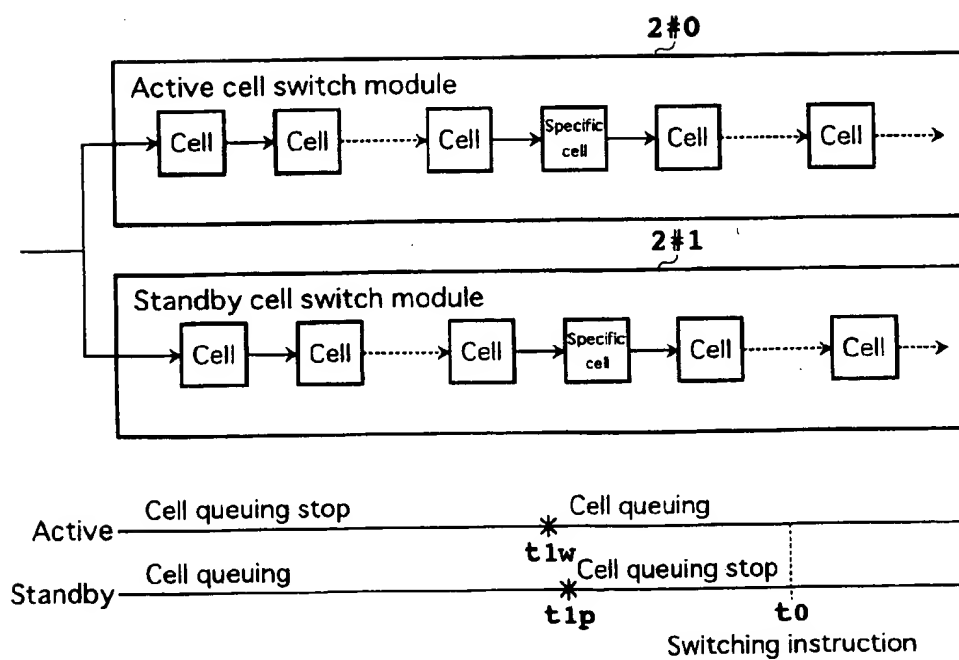 2#0
Active cell switch module
Cell Cell Cell Specific cell Cell Cell
2#1
Standby cell switch module
Cell Cell Cell Specific cell Cell Cell
Cell queuing stop Cell queuing
Active
t1w
Cell queuing Cell queuing stop
Standby
t1p t0
Switching instruction